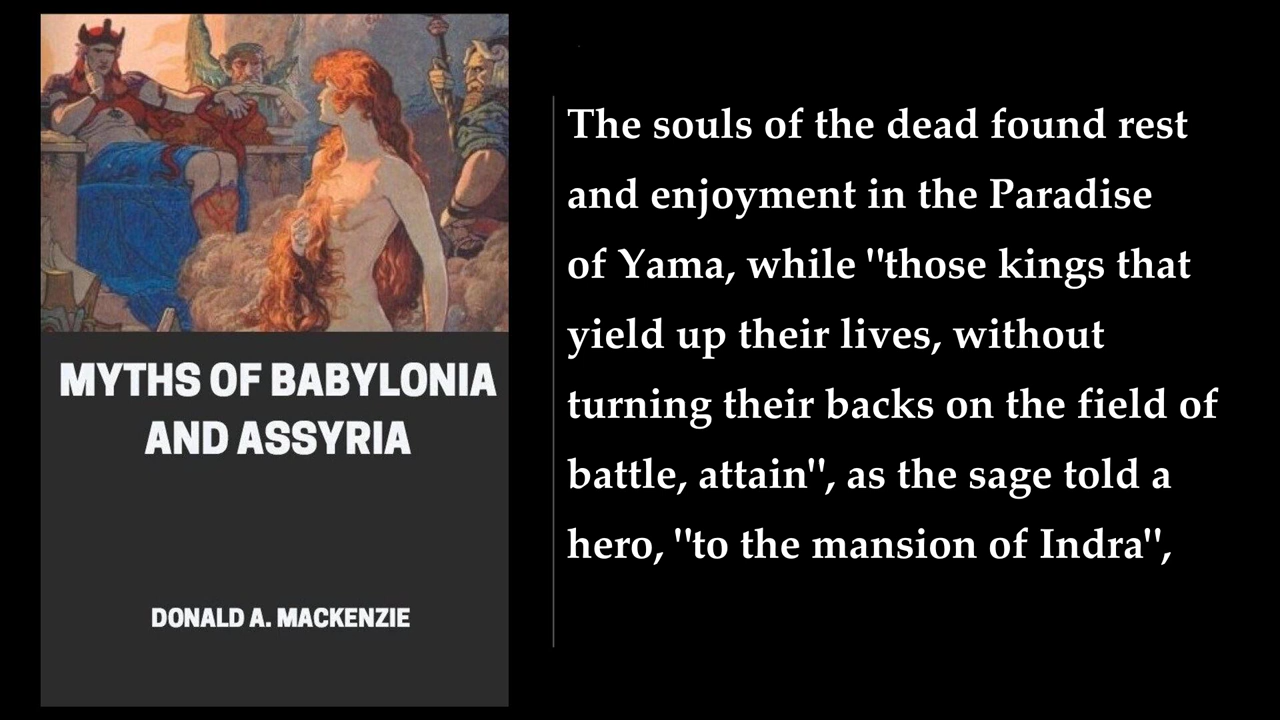 MYTHS OF BABYLONIA
AND ASSYRIA
DONALD A. MACKENZIE
The souls of the dead found rest
and enjoyment in the Paradise
of Yama, while "those kings that
yield up their lives, without
turning their backs on the field of
battle, attain", as the sage told a
hero, "to the mansion of Indra",